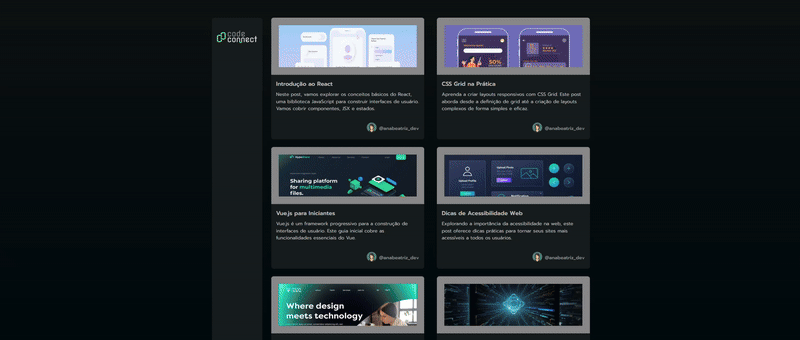 code
connect
50%
Introdução ao React
Neste post, vamos explorar os conceitos básicos do React,
uma biblioteca JavaScript para construir interfaces de usuário.
Vamos cobrir componentes, JSX e estados.
@anabeatriz_dev
CSS Grid na Prática
Aprenda a criar layouts responsivos com CSS Grid. Este post
aborda desde a definição de grid até a criação de layouts
complexos de forma simples e eficaz.
@anabeatriz_dev
Sharing platform
for multimedia
files.
Upload Profile
Upload Photo
Vue.js para Iniciantes
Vue.js é um framework progressivo para a construção de
interfaces de usuário. Este guia inicial cobre as
funcionalidades essenciais do Vue.
@anabeatriz_dev
Dicas de Acessibilidade Web
Explorando a importância da acessibilidade na web, este
post oferece dicas práticas para tornar seus sites mais
acessíveis a todos os usuários.
@anabeatriz_dev
Where design
meets technology